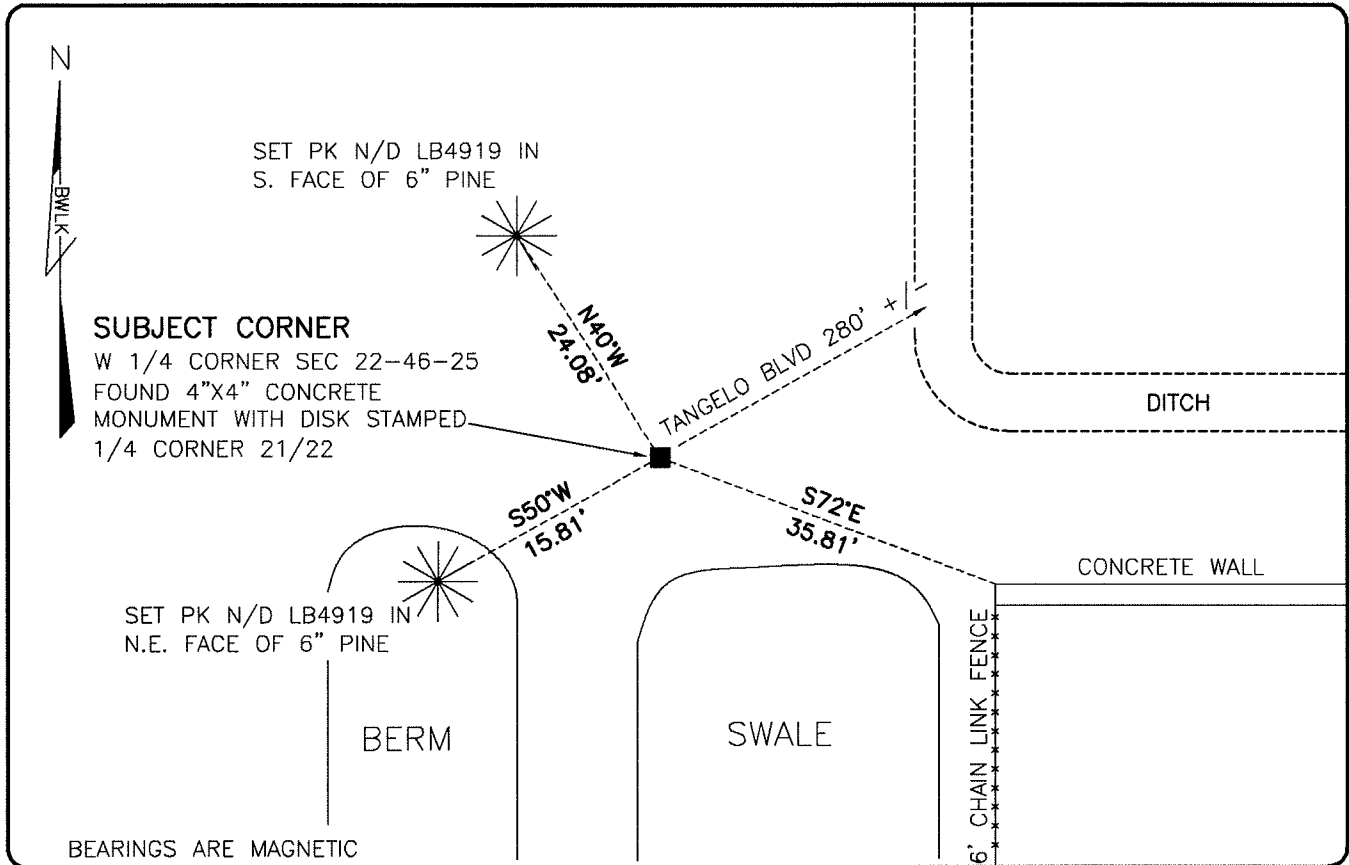 N
BWLK
SET PK N/D LB4919 IN
S. FACE OF 6" PINE
SUBJECT CORNER
W 1/4 CORNER SEC 22-46-25
FOUND 4"X4" CONCRETE
MONUMENT WITH DISK STAMPED
1/4 CORNER 21/22
N40°W
24.08'
TANGELO BLVD 280' +/-
DITCH
S50°W
15.81'
S72°E
35.81'
CONCRETE WALL
SET PK N/D LB4919 IN
N.E. FACE OF 6" PINE
6' CHAIN LINK FENCE
BERM
SWALE
BEARINGS ARE MAGNETIC